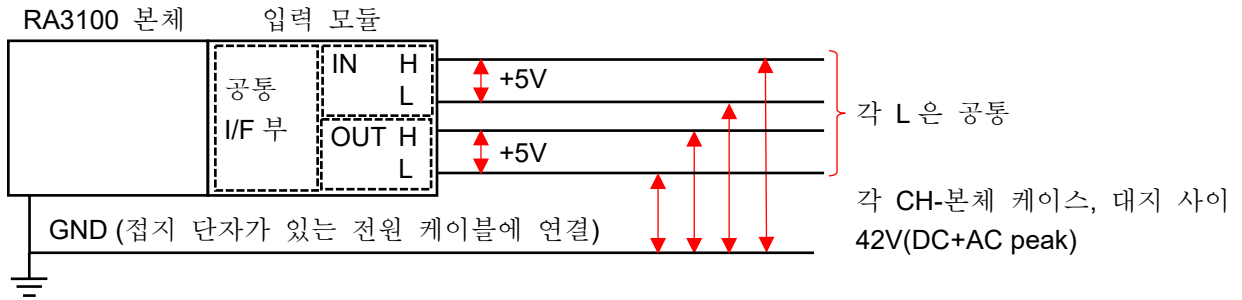 RA3100 본체 입력 모듈
공통
I/F 부
IN H
L
OUT H
L
+5V
+5V
각 L은 공통
각 CH-본체 케이스, 대지 사이
42V(DC+AC peak)
GND (접지 단자가 있는 전원 케이블에 연결)